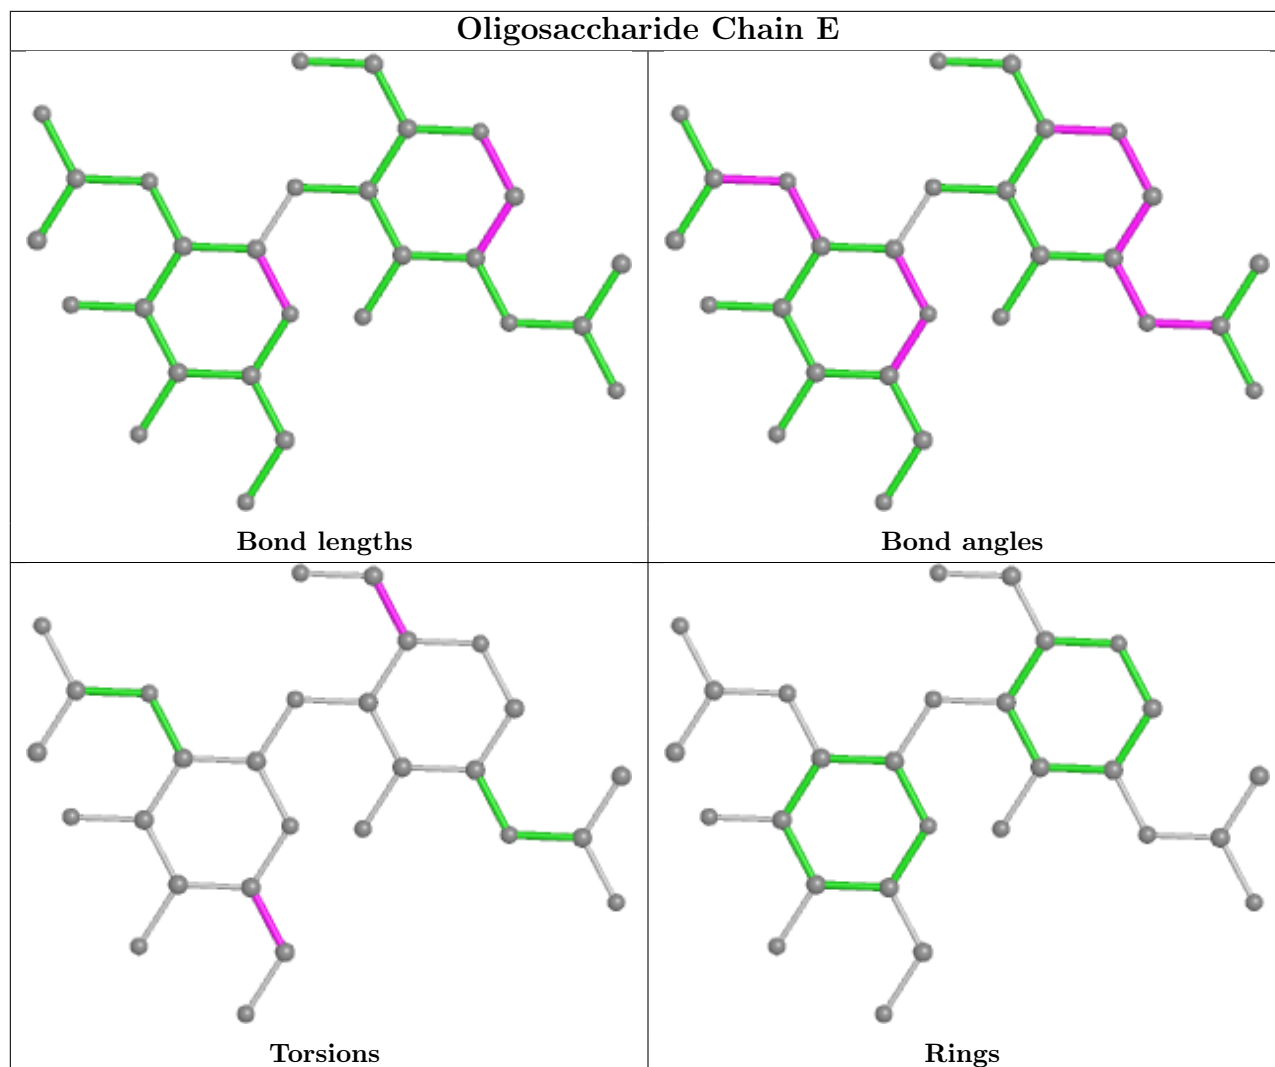 Oligosaccharide Chain E
Bond lengths
Bond angles
Torsions
Rings